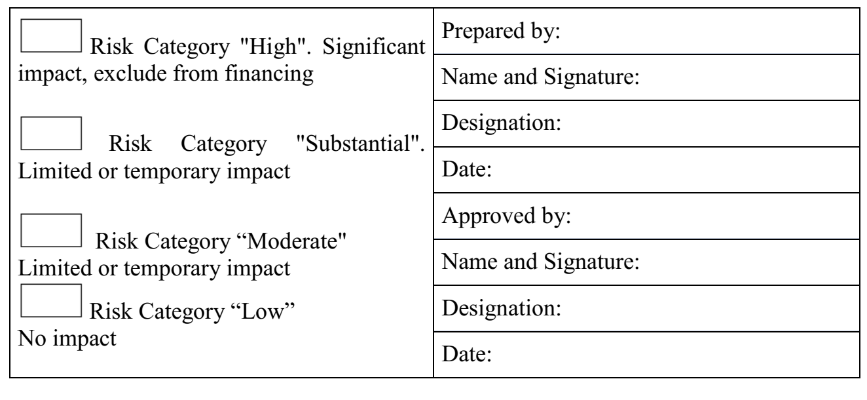 Risk Category "High". Significant
impact, exclude from financing
Risk Category "Substantial".
Limited or temporary impact
Risk Category “Moderate"
Limited or temporary impact
Risk Category “Low”
No impact
Prepared by:
Name and Signature:
Designation:
Date:
Approved by:
Name and Signature:
Designation:
Date: